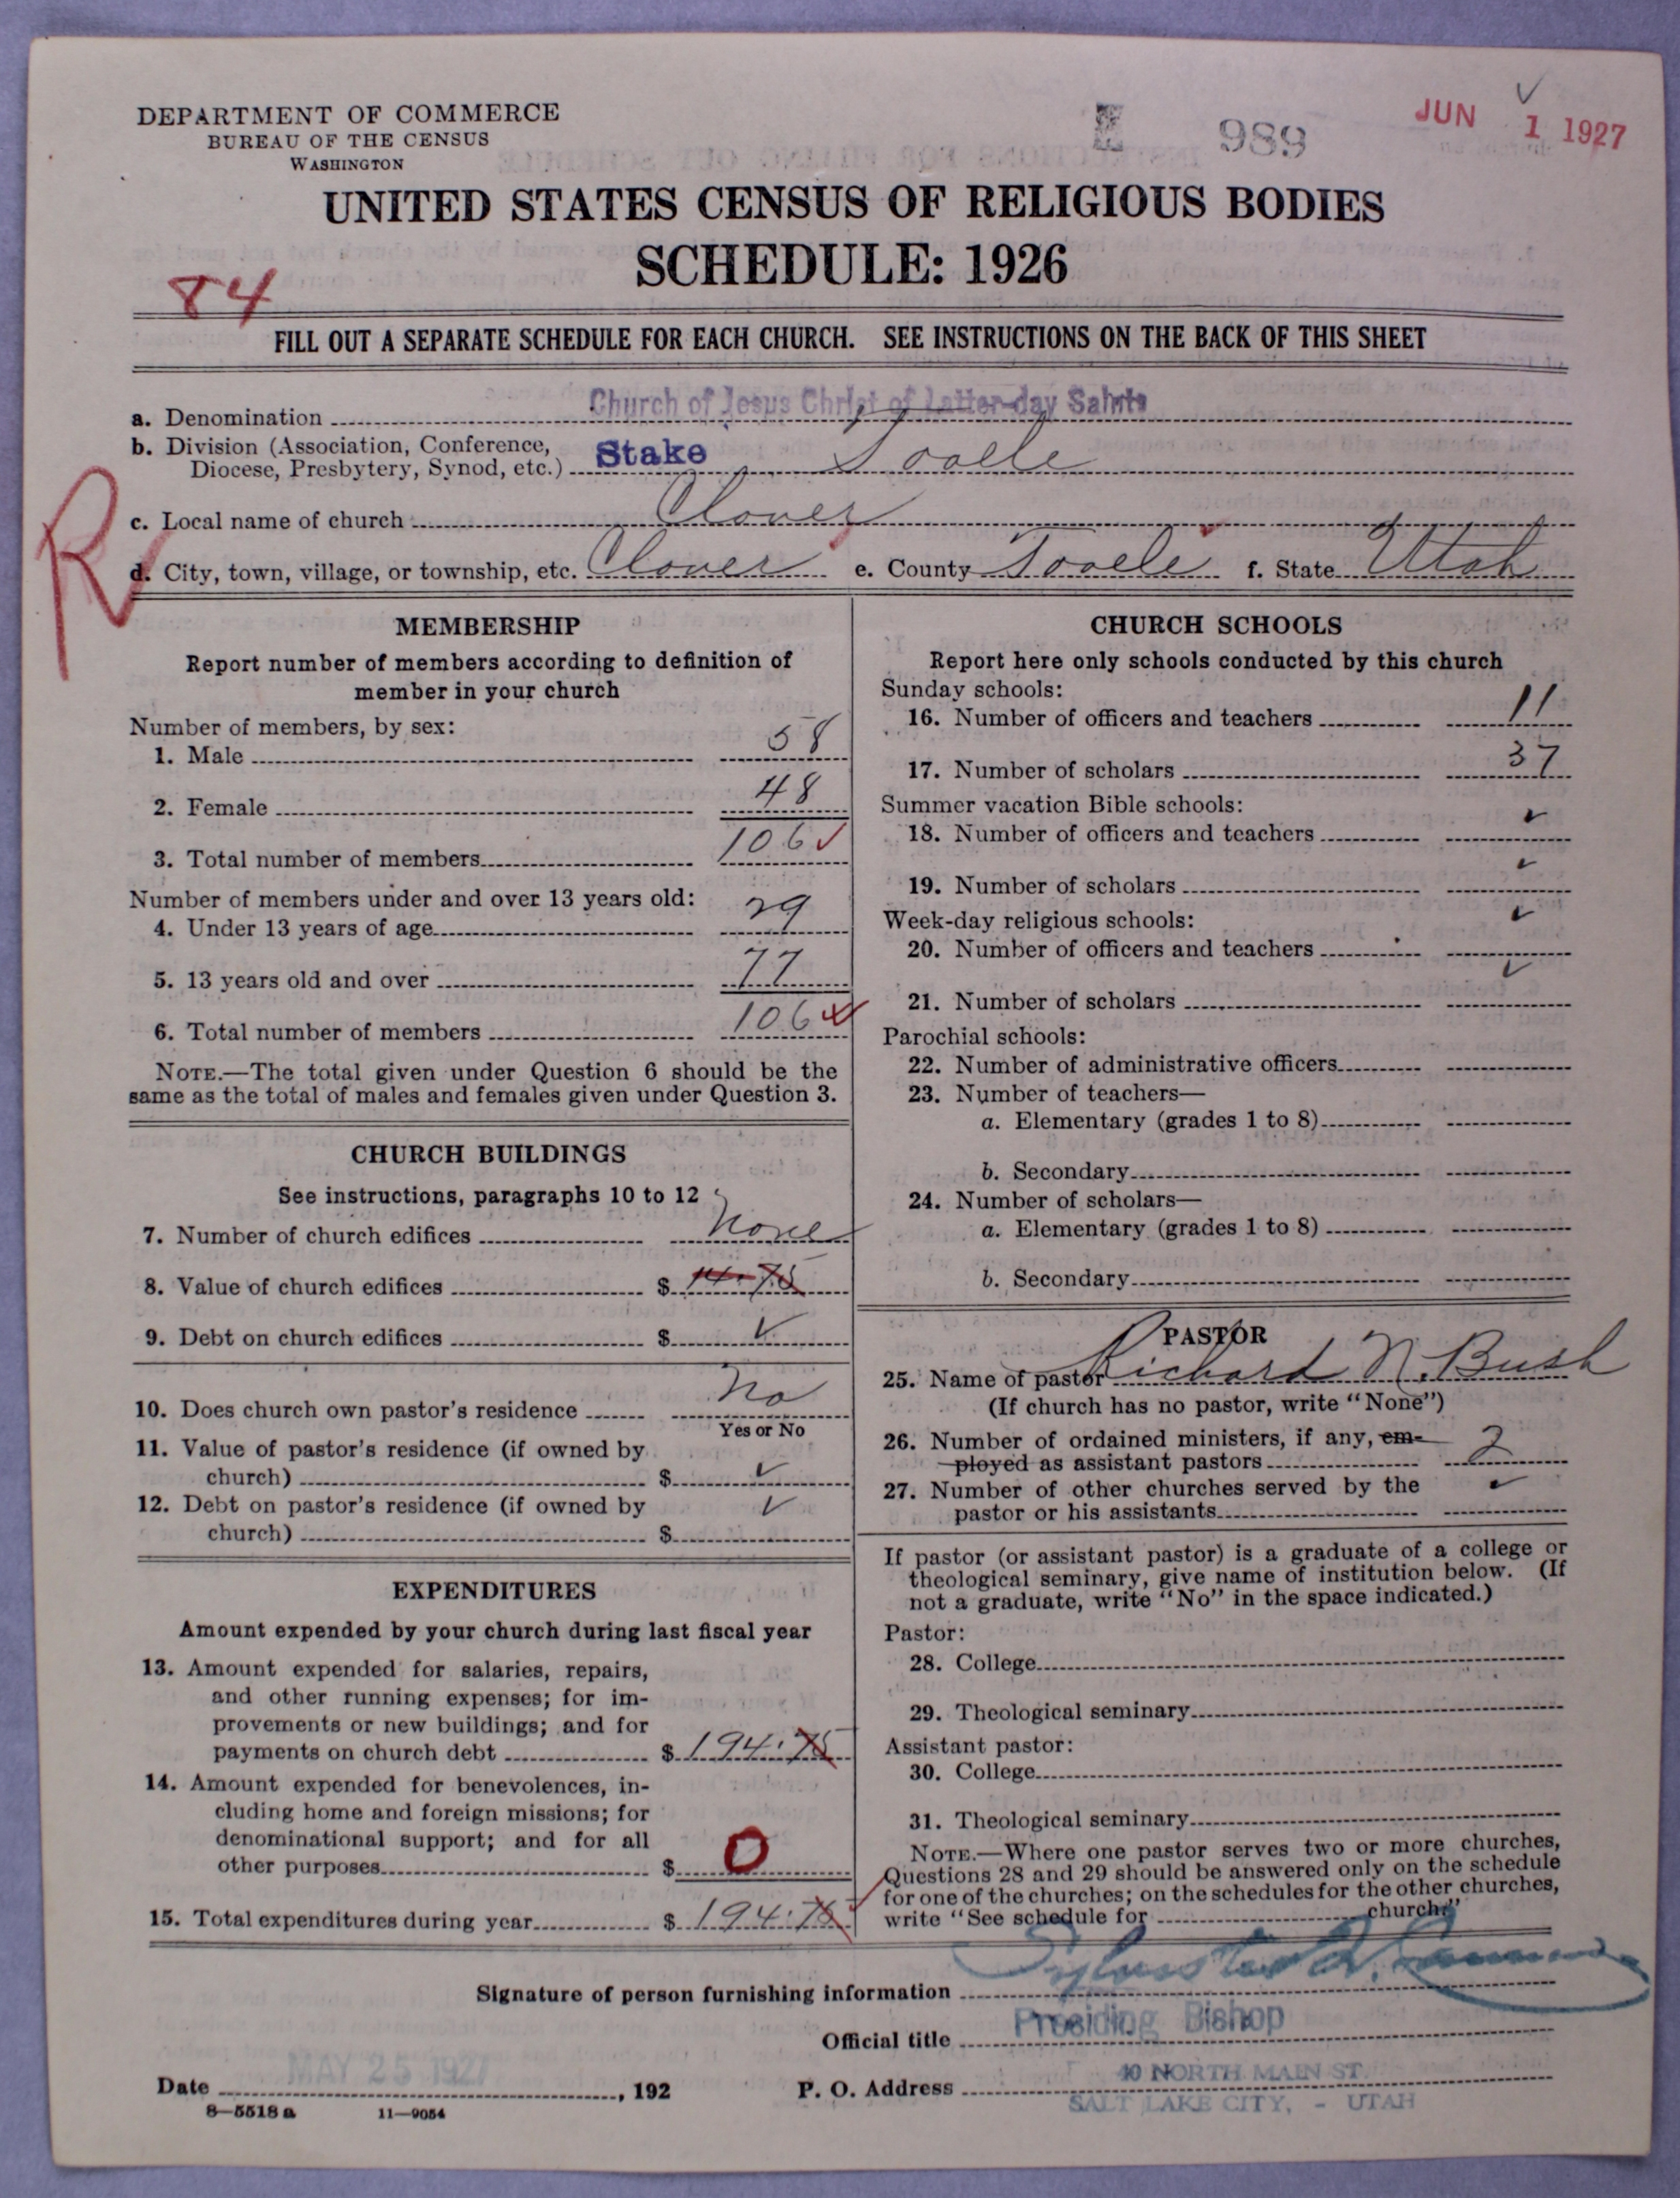 DEPARTMENT OF COMMERCE
BUREAU OF THE CENSUS
WASHINGTON
989
JUN 1 1927
UNITED STATES CENSUS OF RELIGIOUS BODIES
SCHEDULE: 1926
84
FILL OUT A SEPARATE SCHEDULE FOR EACH CHURCH. SEE INSTRUCTIONS ON THE BACK OF THIS SHEET
a. Denomination Church of Jesus Christ of Latter-day Saints
b. Division (Association, Conference,
Diocese, Presbytery, Synod, etc.) Stake Tooele
R
c. Local name of church Clover
d. City, town, village, or township, etc. Clover e. County Tooele f. State Utah
MEMBERSHIP
Report number of members according to definition of
member in your church
Number of members, by sex:
1. Male 58
2. Female 48
3. Total number of members 106
Number of members under and over 13 years old:
4. Under 13 years of age 29
5. 13 years old and over 77
6. Total number of members 106
NOTE.—The total given under Question 6 should be the
same as the total of males and females given under Question 3.
CHURCH BUILDINGS
See instructions, paragraphs 10 to 12
7. Number of church edifices none
8. Value of church edifices $ 14.75
9. Debt on church edifices $ ✓
10. Does church own pastor's residence No
Yes or No
11. Value of pastor's residence (if owned by
church) $ ✓
12. Debt on pastor's residence (if owned by ✓
church) $
EXPENDITURES
Amount expended by your church during last fiscal year
13. Amount expended for salaries, repairs,
and other running expenses; for im-
provements or new buildings; and for
payments on church debt $ 194.75
14. Amount expended for benevolences, in-
cluding home and foreign missions; for
denominational support; and for all
other purposes $ 0
15. Total expenditures during year $ 194.75
CHURCH SCHOOLS
Report here only schools conducted by this church
Sunday schools:
16. Number of officers and teachers 11
17. Number of scholars 37
Summer vacation Bible schools:
18. Number of officers and teachers ✓
19. Number of scholars ✓
Week-day religious schools:
20. Number of officers and teachers ✓
21. Number of scholars ✓
Parochial schools:
22. Number of administrative officers
23. Number of teachers—
a. Elementary (grades 1 to 8)
b. Secondary
24. Number of scholars—
a. Elementary (grades 1 to 8)
b. Secondary
PASTOR
25. Name of pastor Richard N. Bush
(If church has no pastor, write "None")
26. Number of ordained ministers, if any, em-
ployed as assistant pastors 2
27. Number of other churches served by the
pastor or his assistants ✓
If pastor (or assistant pastor) is a graduate of a college or
theological seminary, give name of institution below. (If
not a graduate, write "No" in the space indicated.)
Pastor:
28. College
29. Theological seminary
Assistant pastor:
30. College
31. Theological seminary
NOTE.—Where one pastor serves two or more churches,
Questions 28 and 29 should be answered only on the schedule
for one of the churches; on the schedules for the other churches,
write "See schedule for church."
Signature of person furnishing information Sylvester Q. Cannon
Official title Presiding Bishop
Date MAY 25 1927, 192
P. O. Address 40 NORTH MAIN ST.
SALT LAKE CITY, - UTAH
8—5518 a 11—9054